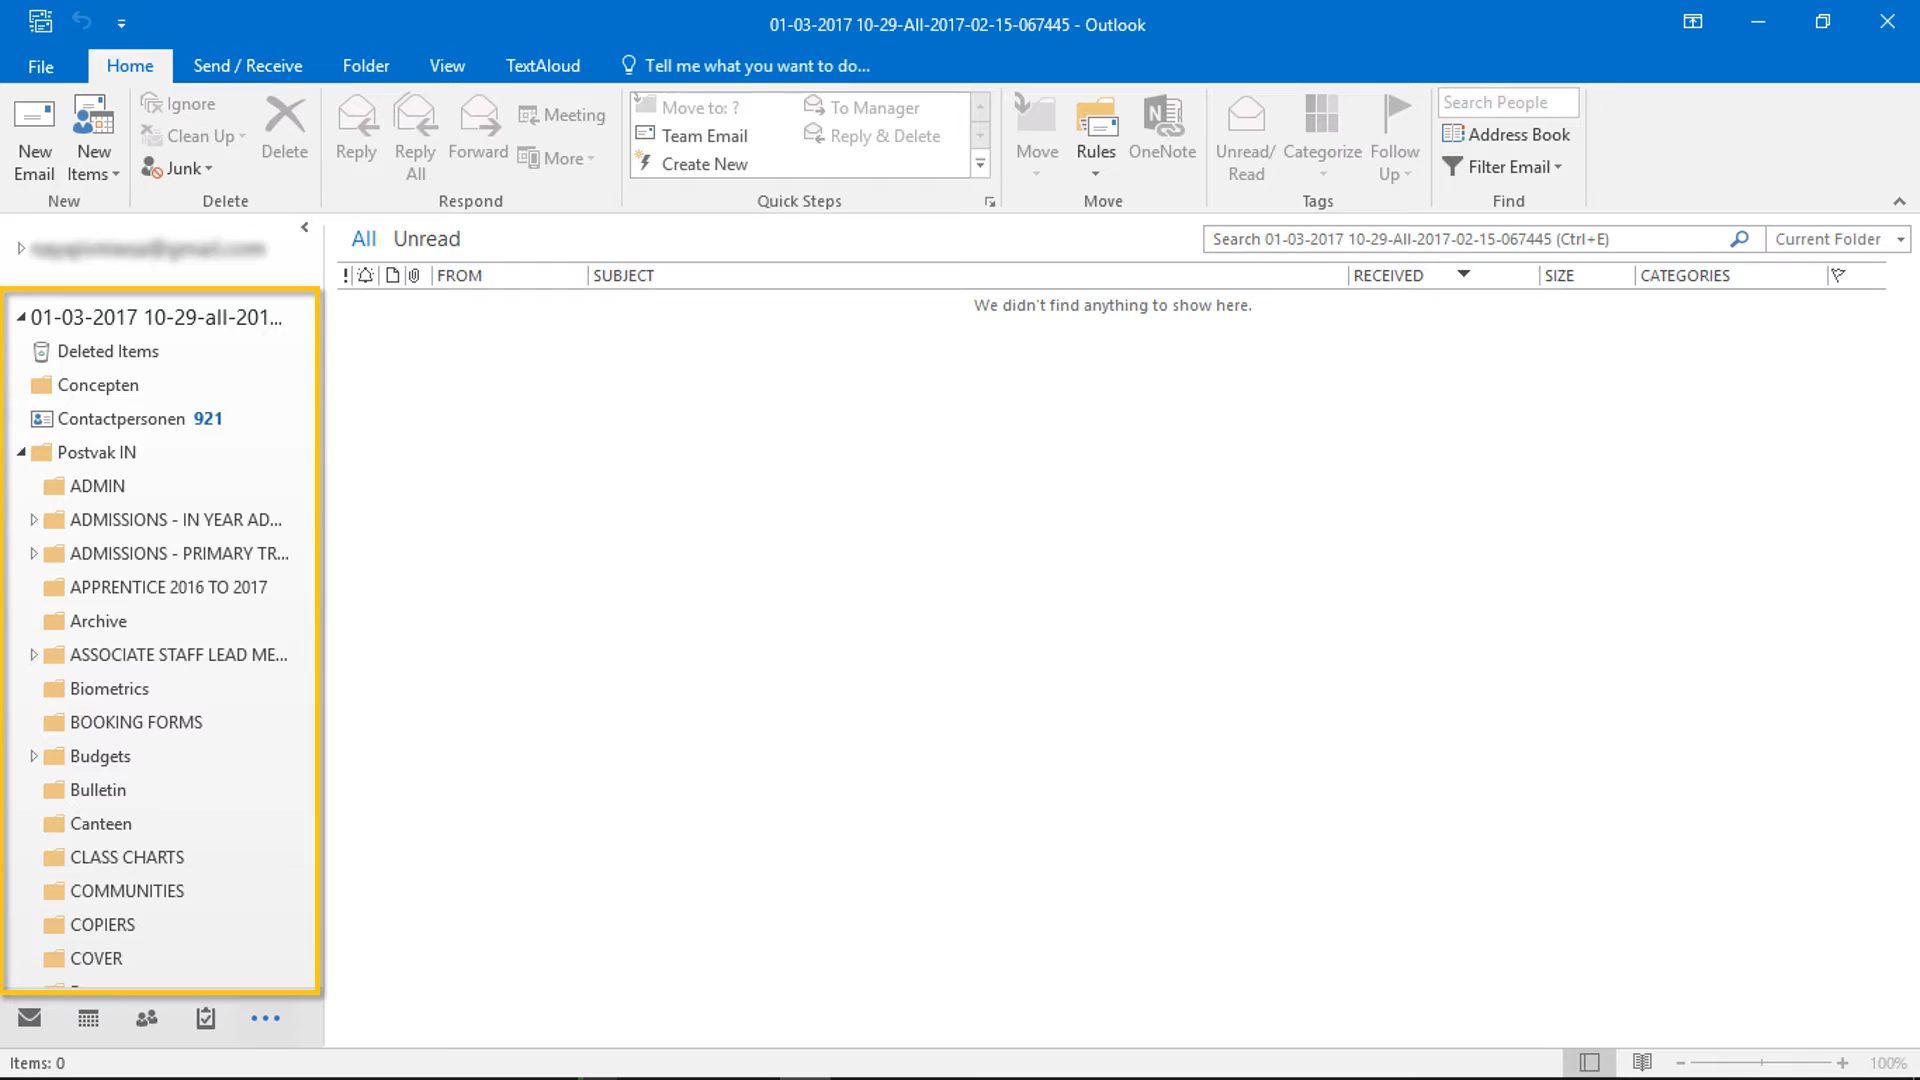 01-03-2017 10-29-All-2017-02-15-067445 - Outlook
File Home Send / Receive Folder View TextAloud Tell me what you want to do...
New Email
New Items
New
Ignore
Clean Up
Junk
Delete
Delete
Reply
Reply All
Forward
Meeting
More
Respond
Move to: ?
Team Email
Create New
To Manager
Reply & Delete
Quick Steps
Move
Rules
OneNote
Move
Unread/ Read
Categorize
Follow Up
Tags
Search People
Address Book
Filter Email
Find
All Unread
Search 01-03-2017 10-29-All-2017-02-15-067445 (Ctrl+E)
Current Folder
! FROM SUBJECT RECEIVED SIZE CATEGORIES
We didn't find anything to show here.
01-03-2017 10-29-all-201...
Deleted Items
Concepten
Contactpersonen 921
Postvak IN
ADMIN
ADMISSIONS - IN YEAR AD...
ADMISSIONS - PRIMARY TR...
APPRENTICE 2016 TO 2017
Archive
ASSOCIATE STAFF LEAD ME...
Biometrics
BOOKING FORMS
Budgets
Bulletin
Canteen
CLASS CHARTS
COMMUNITIES
COPIERS
COVER
Items: 0
100%